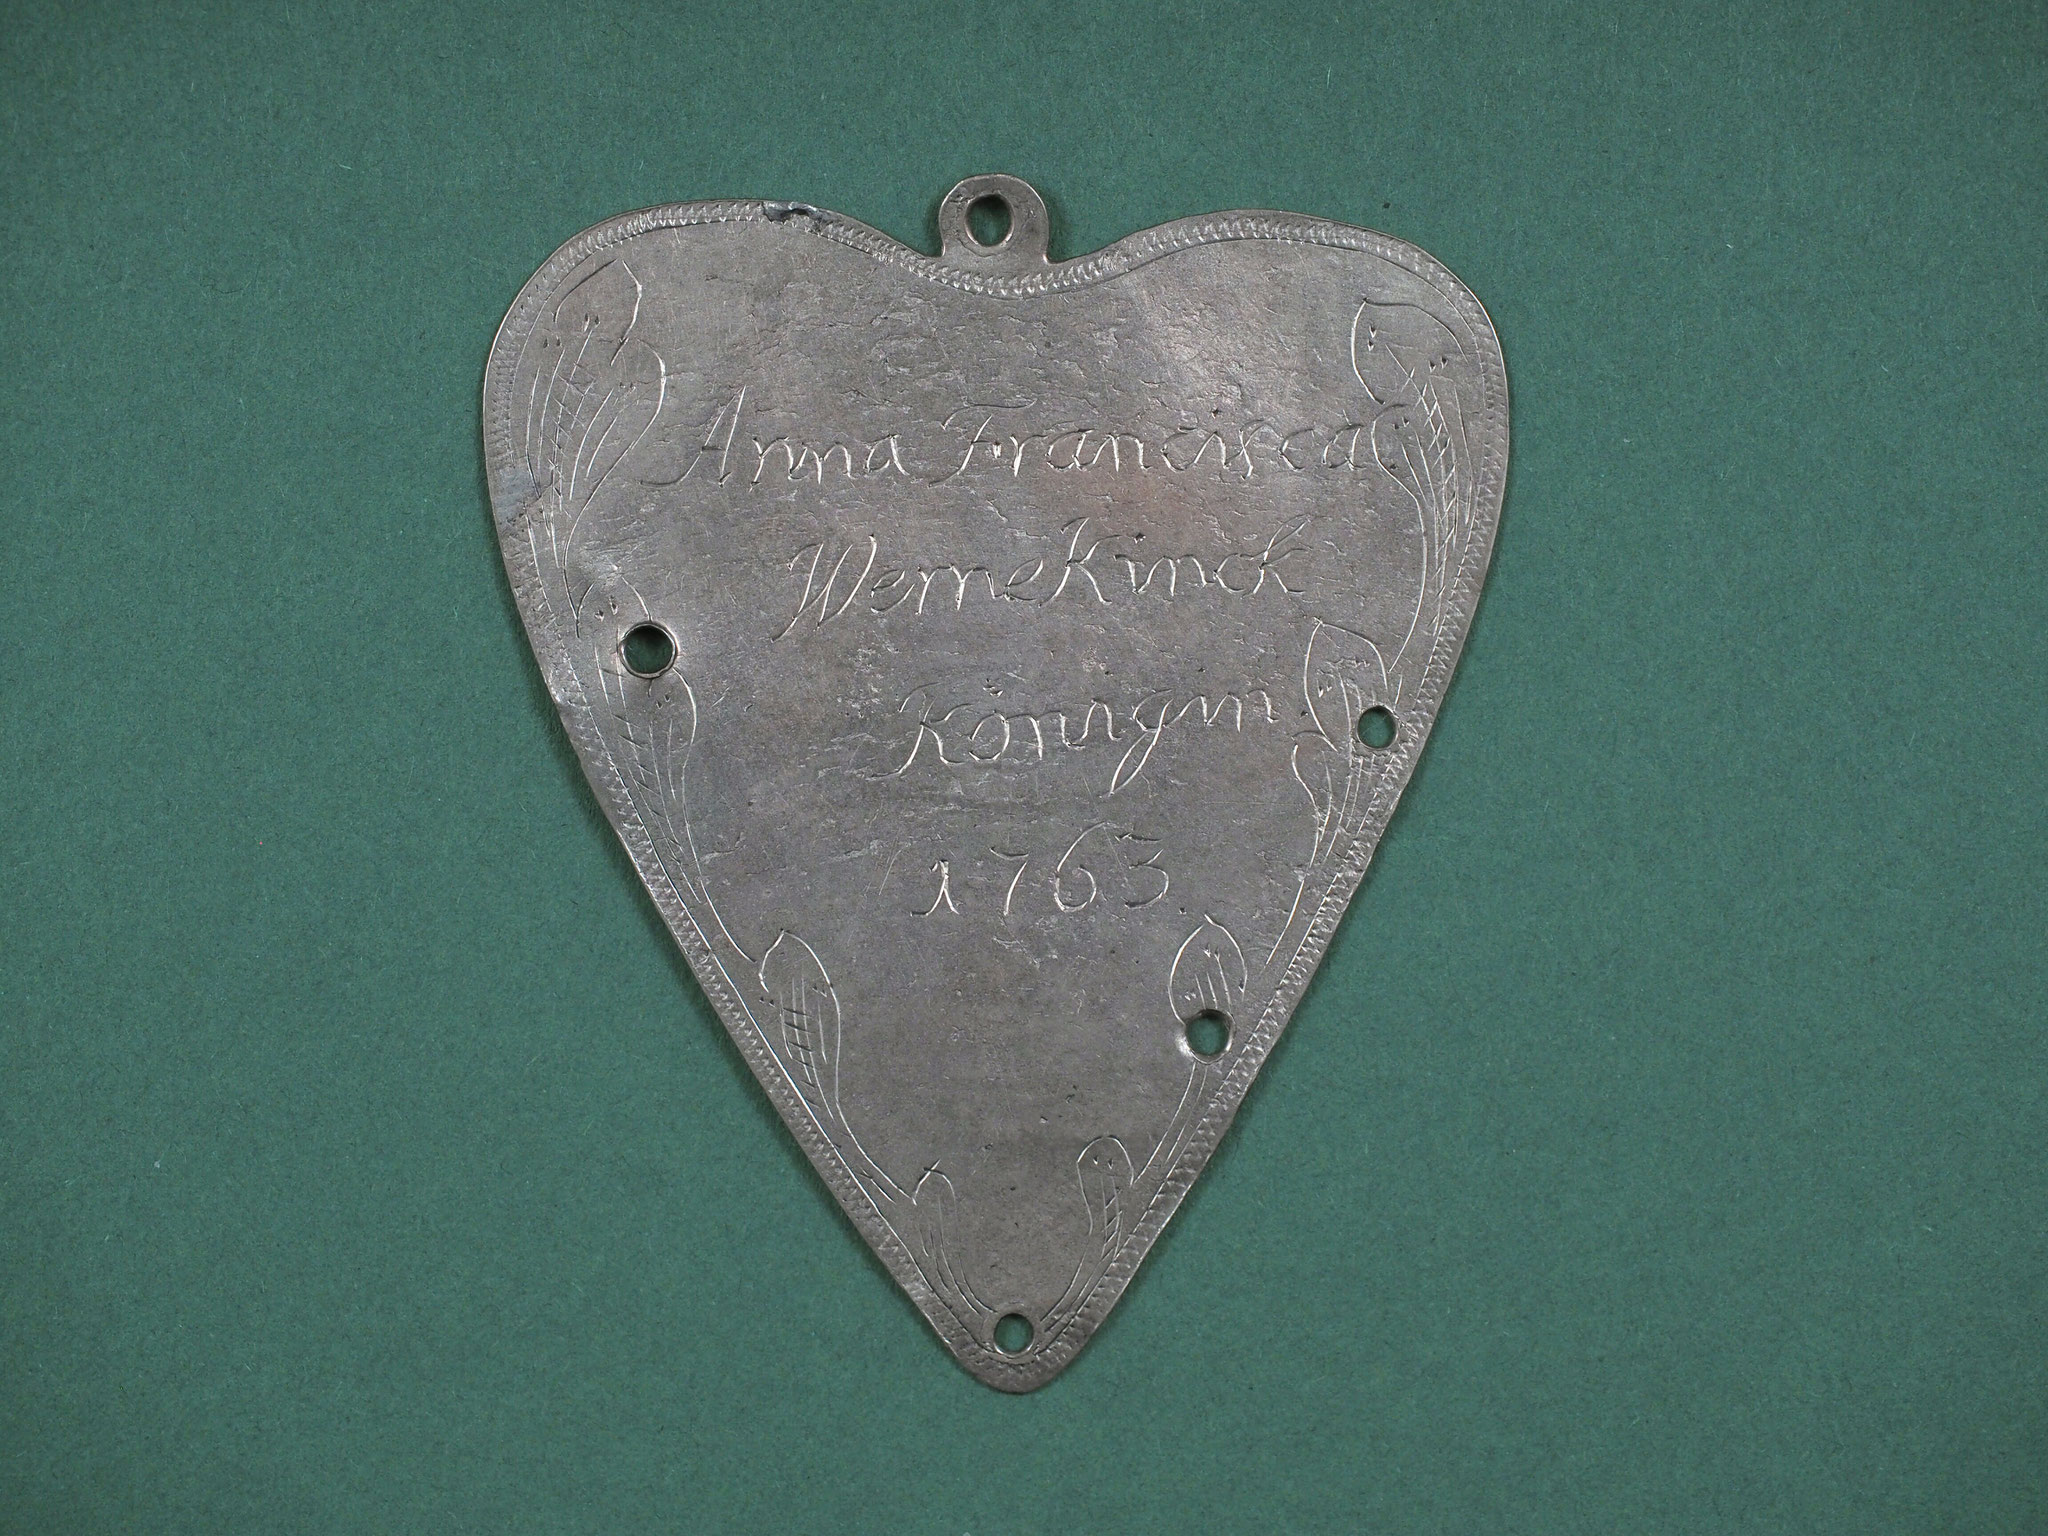 Anna Francisca
WerneKinck
Königin
1763.